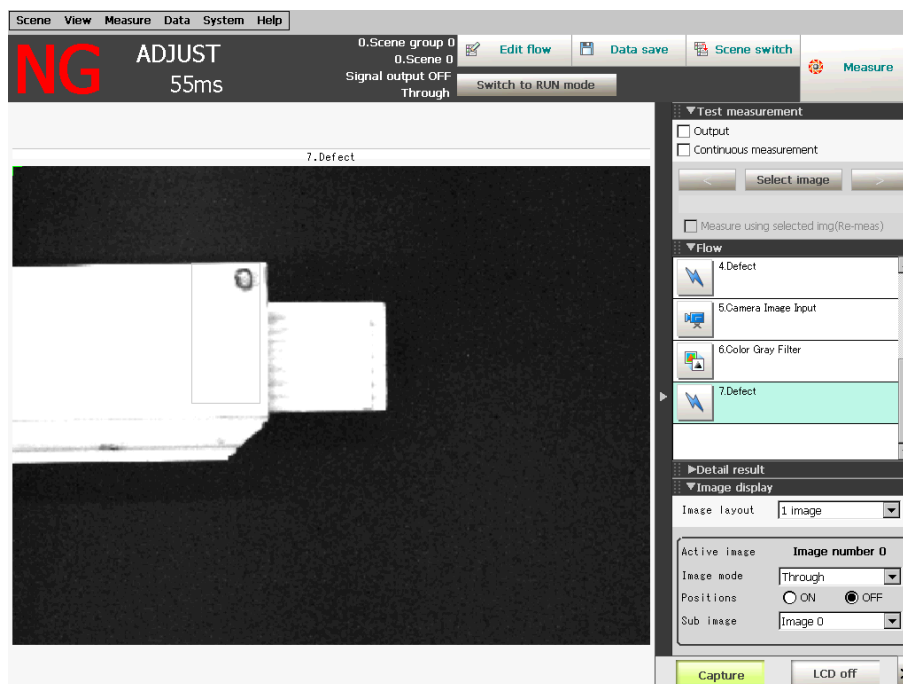 Scene View Measure Data System Help
NG
ADJUST
55ms
0.Scene group 0
0.Scene 0
Signal output OFF
Through
Edit flow
Data save
Scene switch
Switch to RUN mode
Measure
7.Defect
▼Test measurement
Output
Continuous measurement
< Select image >
Measure using selected img(Re-meas)
▼Flow
4.Defect
5.Camera Image Input
6.Color Gray Filter
7.Defect
▶Detail result
▼Image display
Image layout 1 image
Active image Image number 0
Image mode Through
Positions ON OFF
Sub image Image 0
Capture LCD off